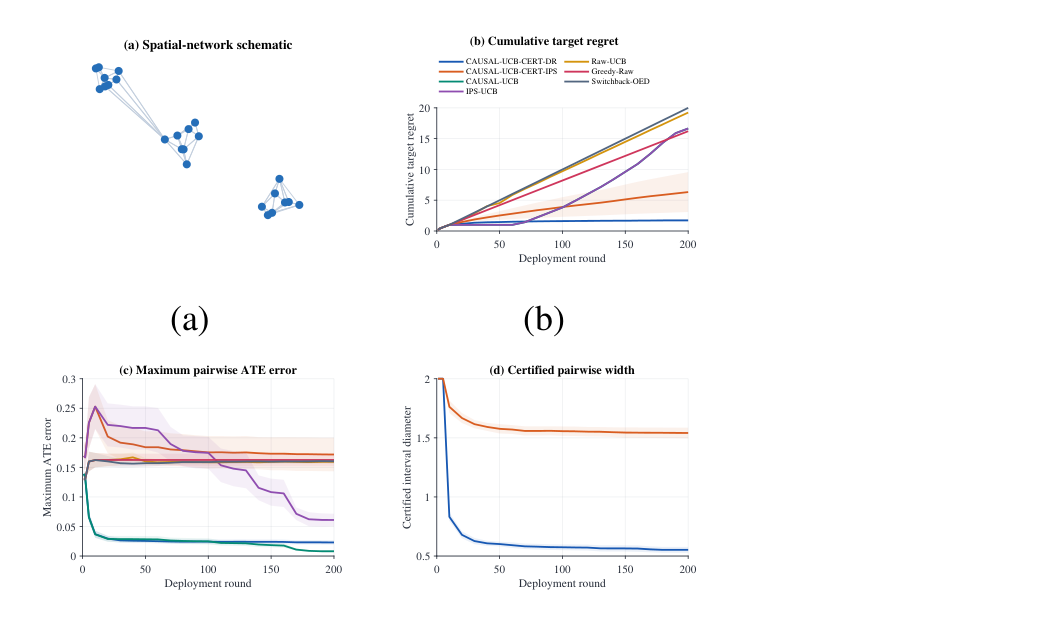 (a) Spatial-network schematic
(b) Cumulative target regret
CAUSAL-UCB-CERT-DR
CAUSAL-UCB-CERT-IPS
CAUSAL-UCB
IPS-UCB
Raw-UCB
Greedy-Raw
Switchback-OED
Cumulative target regret
20
15
10
5
0
0 50 100 150 200
Deployment round
(a)
(b)
(c) Maximum pairwise ATE error
Maximum ATE error
0.3
0.25
0.2
0.15
0.1
0.05
0
0 50 100 150 200
Deployment round
(d) Certified pairwise width
Certified interval diameter
2
1.5
1
0.5
0 50 100 150 200
Deployment round